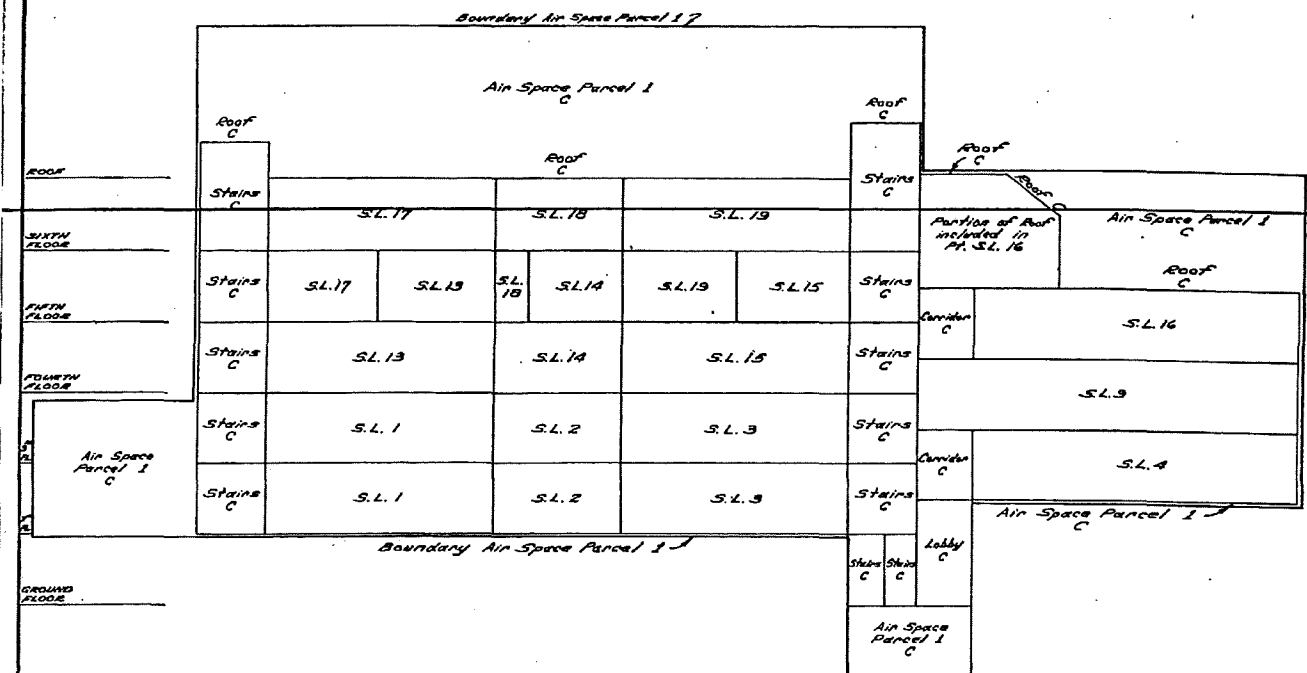 Boundary Air Space Parcel 1
Air Space Parcel 1
C
Roof
C
Roof
C
Roof
C
Roof
C
Roof C
ROOF
Stairs
C
S.L. 17
S.L. 18
S.L. 19
Stairs
C
Portion of Roof
included in
Pt. S.L. 16
Air Space Parcel 1
C
SIXTH
FLOOR
Roof
C
Stairs
C
S.L. 17
S.L. 13
S.L.
18
S.L. 14
S.L. 19
S.L. 15
Stairs
C
FIFTH
FLOOR
Corridor
C
S.L. 16
Stairs
C
S.L. 13
S.L. 14
S.L. 15
Stairs
C
FOURTH
FLOOR
S.L. 9
Stairs
C
S.L. 1
S.L. 2
S.L. 3
Stairs
C
Air Space
Parcel 1
C
Corridor
C
S.L. 4
Stairs
C
S.L. 1
S.L. 2
S.L. 3
Stairs
C
Air Space Parcel 1
C
Boundary Air Space Parcel 1
Lobby
C
Stairs
C
Stairs
C
GROUND
FLOOR
Air Space
Parcel 1
C